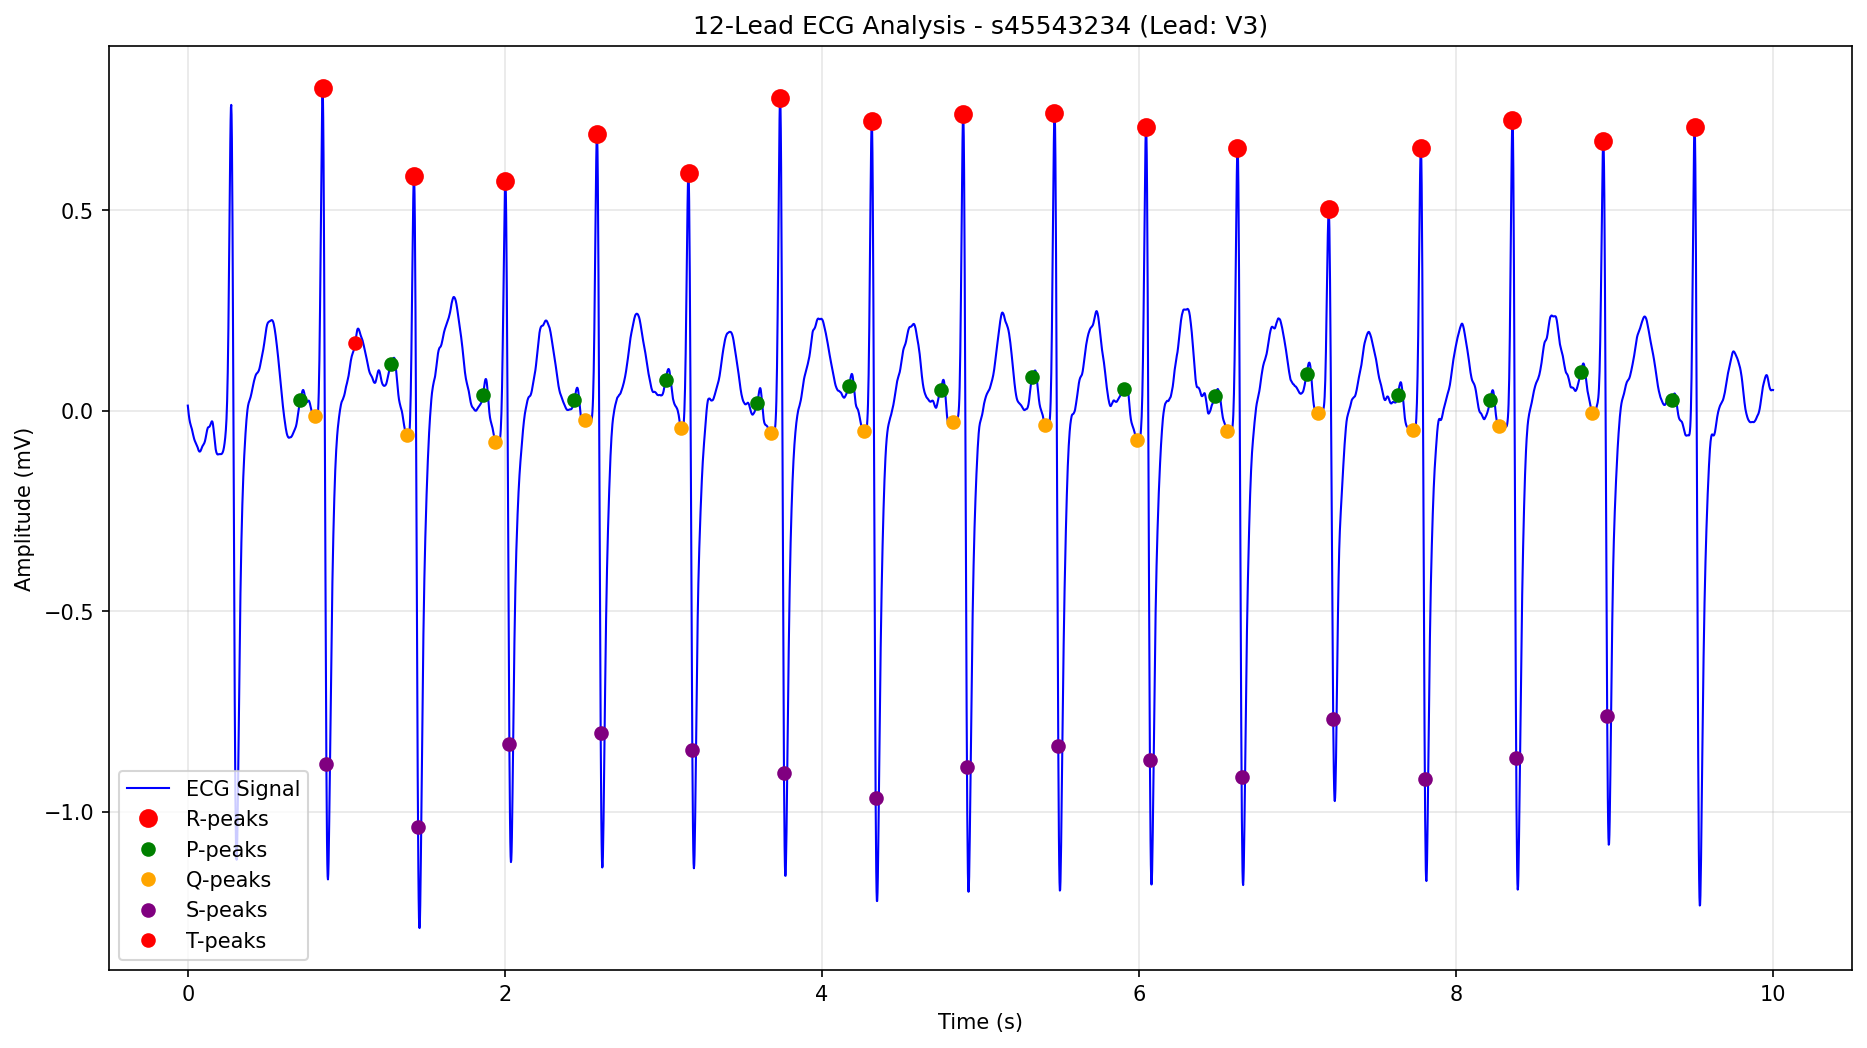 12-Lead ECG Analysis - s45543234 (Lead: V3)
Amplitude (mV)
0.5
0.0
−0.5
−1.0
ECG Signal
R-peaks
P-peaks
Q-peaks
S-peaks
T-peaks
0 2 4 6 8 10
Time (s)